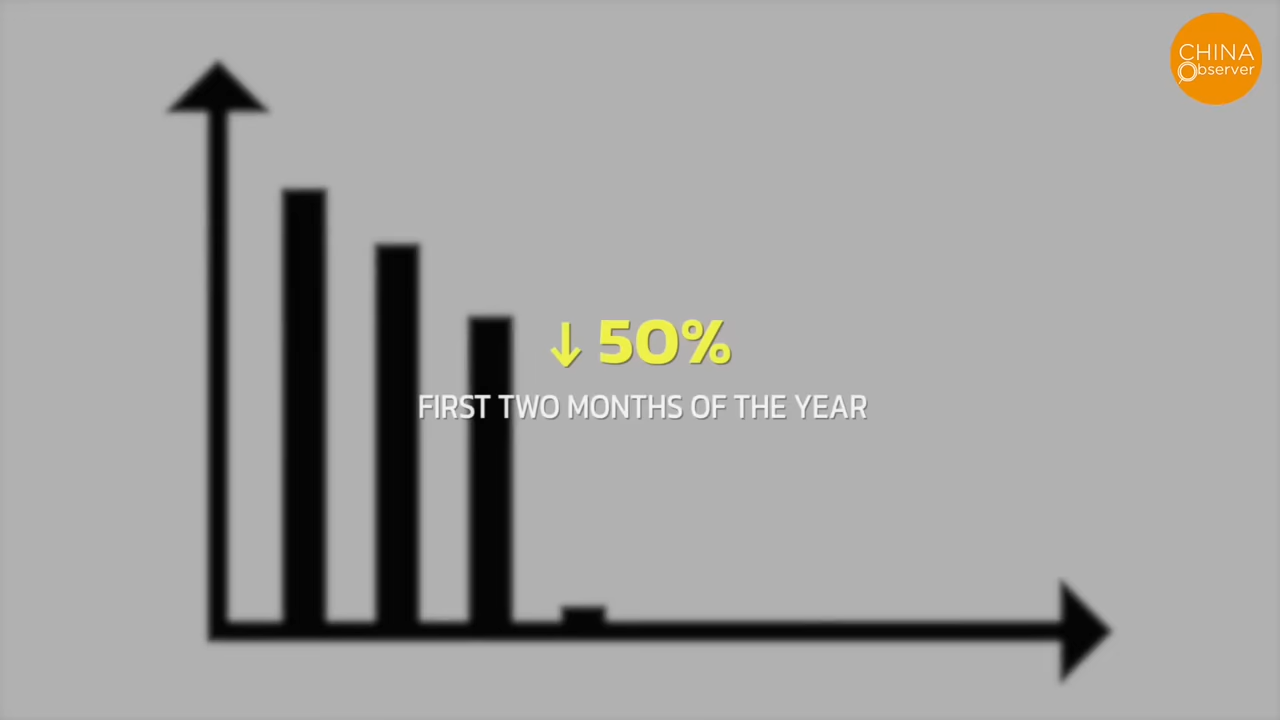 CHINA
Observer
↓ 50%
FIRST TWO MONTHS OF THE YEAR